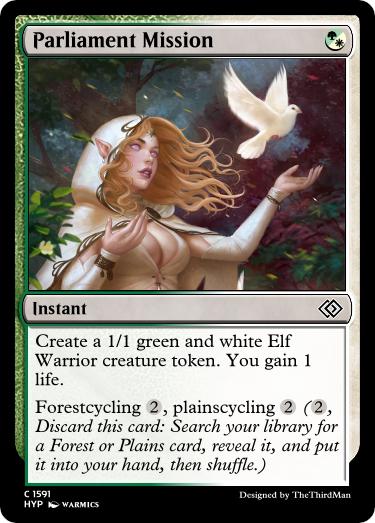 Parliament Mission
Instant
Create a 1/1 green and white Elf
Warrior creature token. You gain 1
life.
Forestcycling 2, plainscycling 2 (2,
Discard this card: Search your library for
a Forest or Plains card, reveal it, and put
it into your hand, then shuffle.)
C 1591
HYP WARMICS
Designed by TheThirdMan